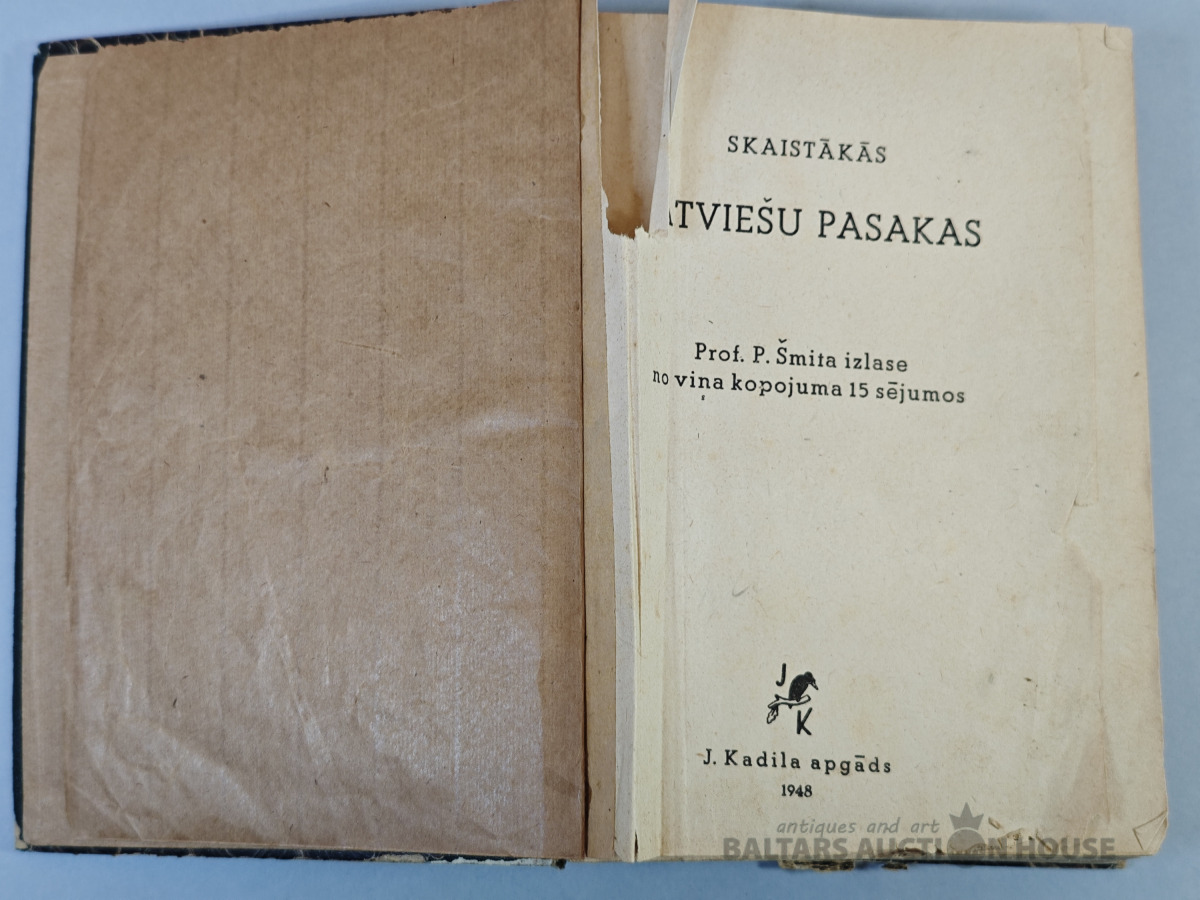 SKAISTĀKĀS
ATVIEŠU PASAKAS
Prof. P. Šmita izlase
no viņa kopojuma 15 sējumos
J
K
J. Kadila apgāds
1948
antiques and art
BALTARS AUCTION HOUSE